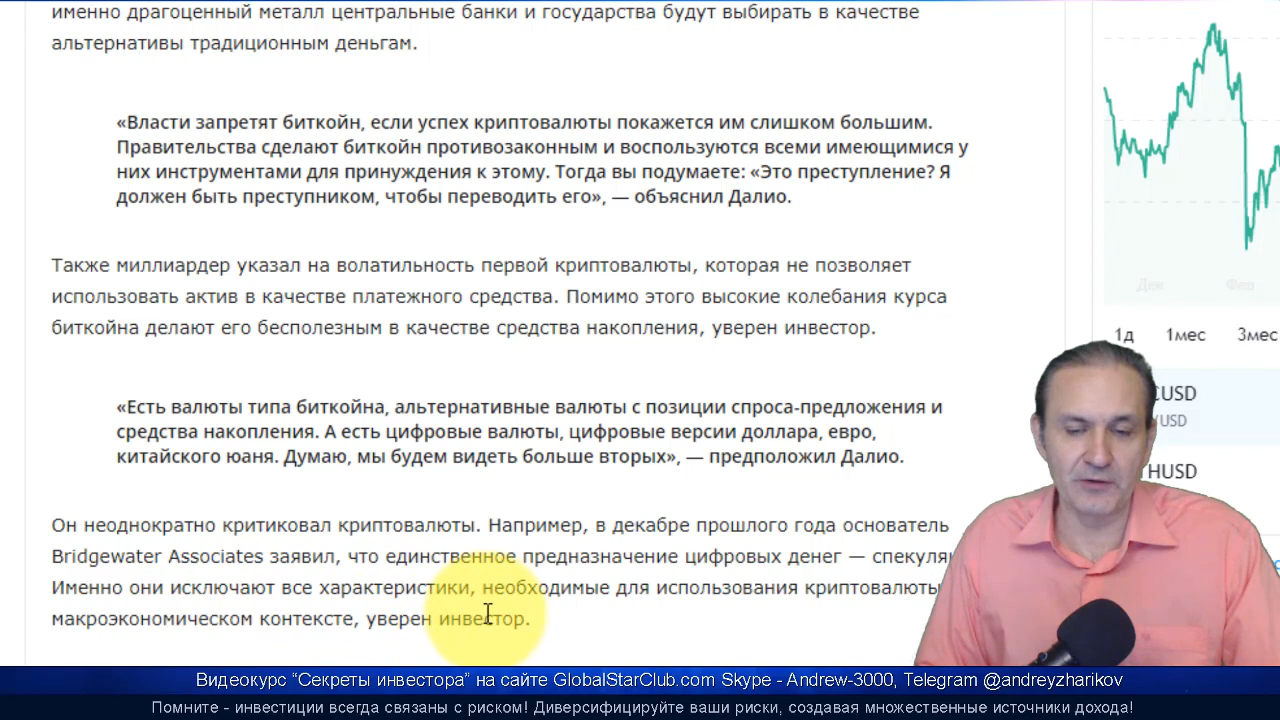 именно драгоценный металл центральные банки и государства будут выбирать в качестве
альтернативы традиционным деньгам.
«Власти запретят биткойн, если успех криптовалюты покажется им слишком большим.
Правительства сделают биткойн противозаконным и воспользуются всеми имеющимися у
них инструментами для принуждения к этому. Тогда вы подумаете: «Это преступление? Я
должен быть преступником, чтобы переводить его», — объяснил Далио.
Также миллиардер указал на волатильность первой криптовалюты, которая не позволяет
использовать актив в качестве платежного средства. Помимо этого высокие колебания курса
биткойна делают его бесполезным в качестве средства накопления, уверен инвестор.
«Есть валюты типа биткойна, альтернативные валюты с позиции спроса-предложения и
средства накопления. А есть цифровые валюты, цифровые версии доллара, евро,
китайского юаня. Думаю, мы будем видеть больше вторых», — предположил Далио.
Он неоднократно критиковал криптовалюты. Например, в декабре прошлого года основатель
Bridgewater Associates заявил, что единственное предназначение цифровых денег —
Именно они исключают все характеристики, необходимые для использования криптовалюты
макроэкономическом контексте, уверен инвестор.
Дек Фев
1д 1мес 3мес
CUSD
USD
HUSD
Видеокурс “Секреты инвестора” на сайте GlobalStarClub.com Skype - Andrew-3000, Telegram @andreyzharikov
Помните - инвестиции всегда связаны с риском! Диверсифицируйте ваши риски, создавая множественные источники дохода!